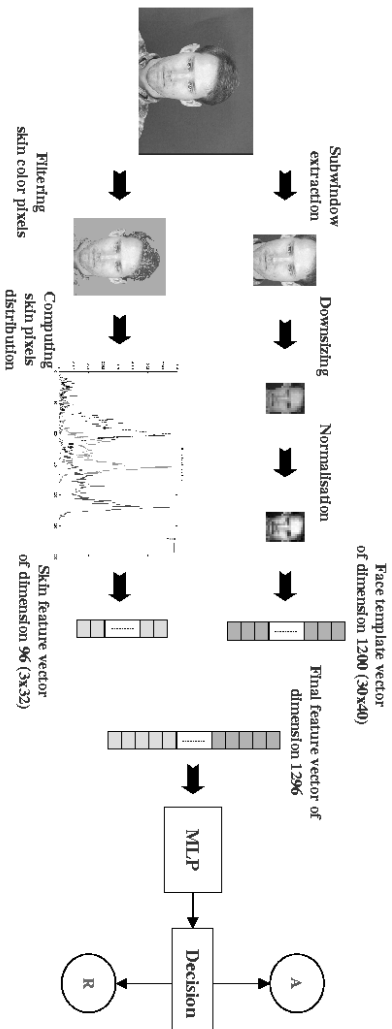 Subwindow
extraction
Downsizing
Normalisation
Face template vector
of dimension 1200 (30x40)
Filtering
skin color pixels
Computing
skin pixels
distribution
Skin feature vector
of dimension 96 (3x32)
Final feature vector of
dimension 1296
MLP
Decision
A
R